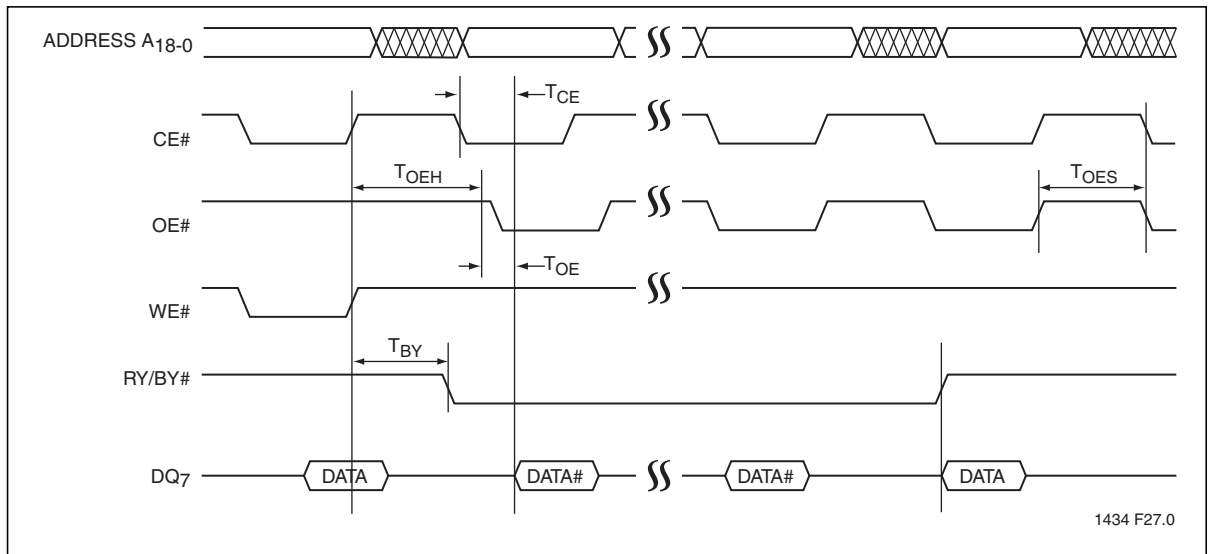 ADDRESS A18-0
TCE
CE#
TOEH
TOES
OE#
TOE
WE#
TBY
RY/BY#
DQ7 DATA DATA# DATA# DATA
1434 F27.0